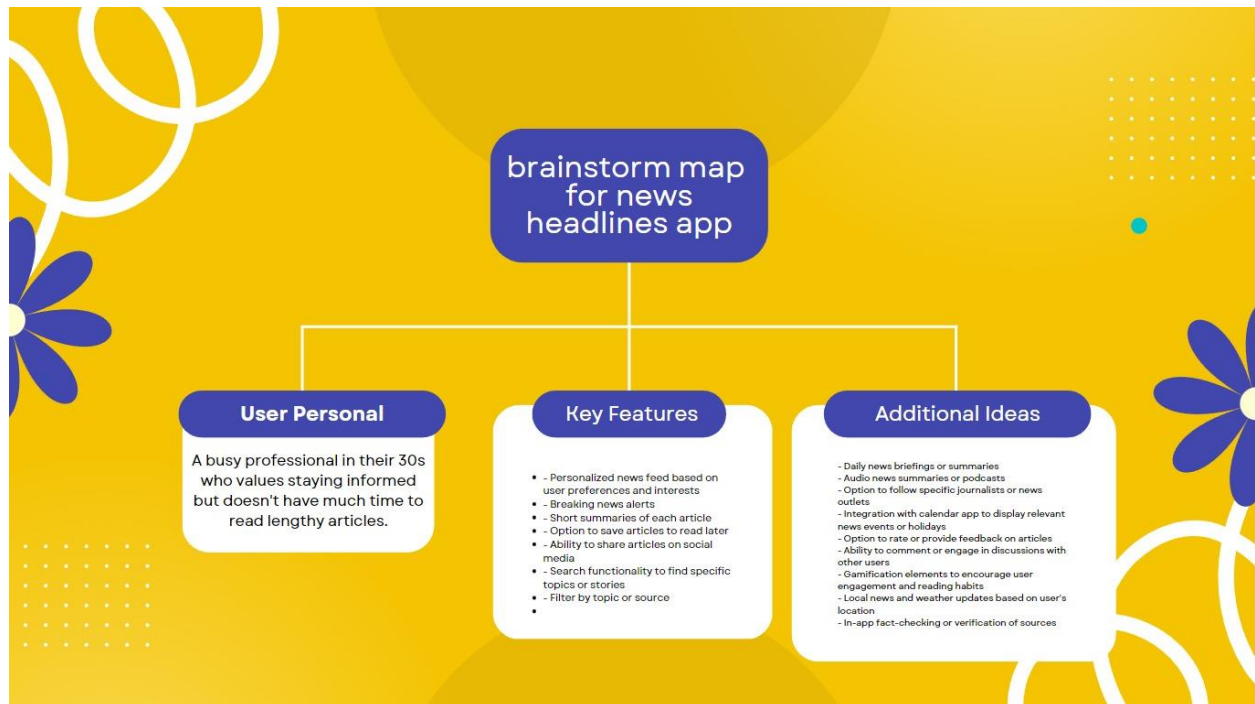 brainstorm map
for news
headlines app
User Personal
A busy professional in their 30s
who values staying informed
but doesn't have much time to
read lengthy articles.
Key Features
• - Personalized news feed based on
user preferences and interests
• - Breaking news alerts
• - Short summaries of each article
• - Option to save articles to read later
• - Ability to share articles on social
media
• - Search functionality to find specific
topics or stories
• - Filter by topic or source
•
Additional Ideas
- Daily news briefings or summaries
- Audio news summaries or podcasts
- Option to follow specific journalists or news
outlets
- Integration with calendar app to display relevant
news events or holidays
- Option to rate or provide feedback on articles
- Ability to comment or engage in discussions with
other users
- Gamification elements to encourage user
engagement and reading habits
- Local news and weather updates based on user's
location
- In-app fact-checking or verification of sources